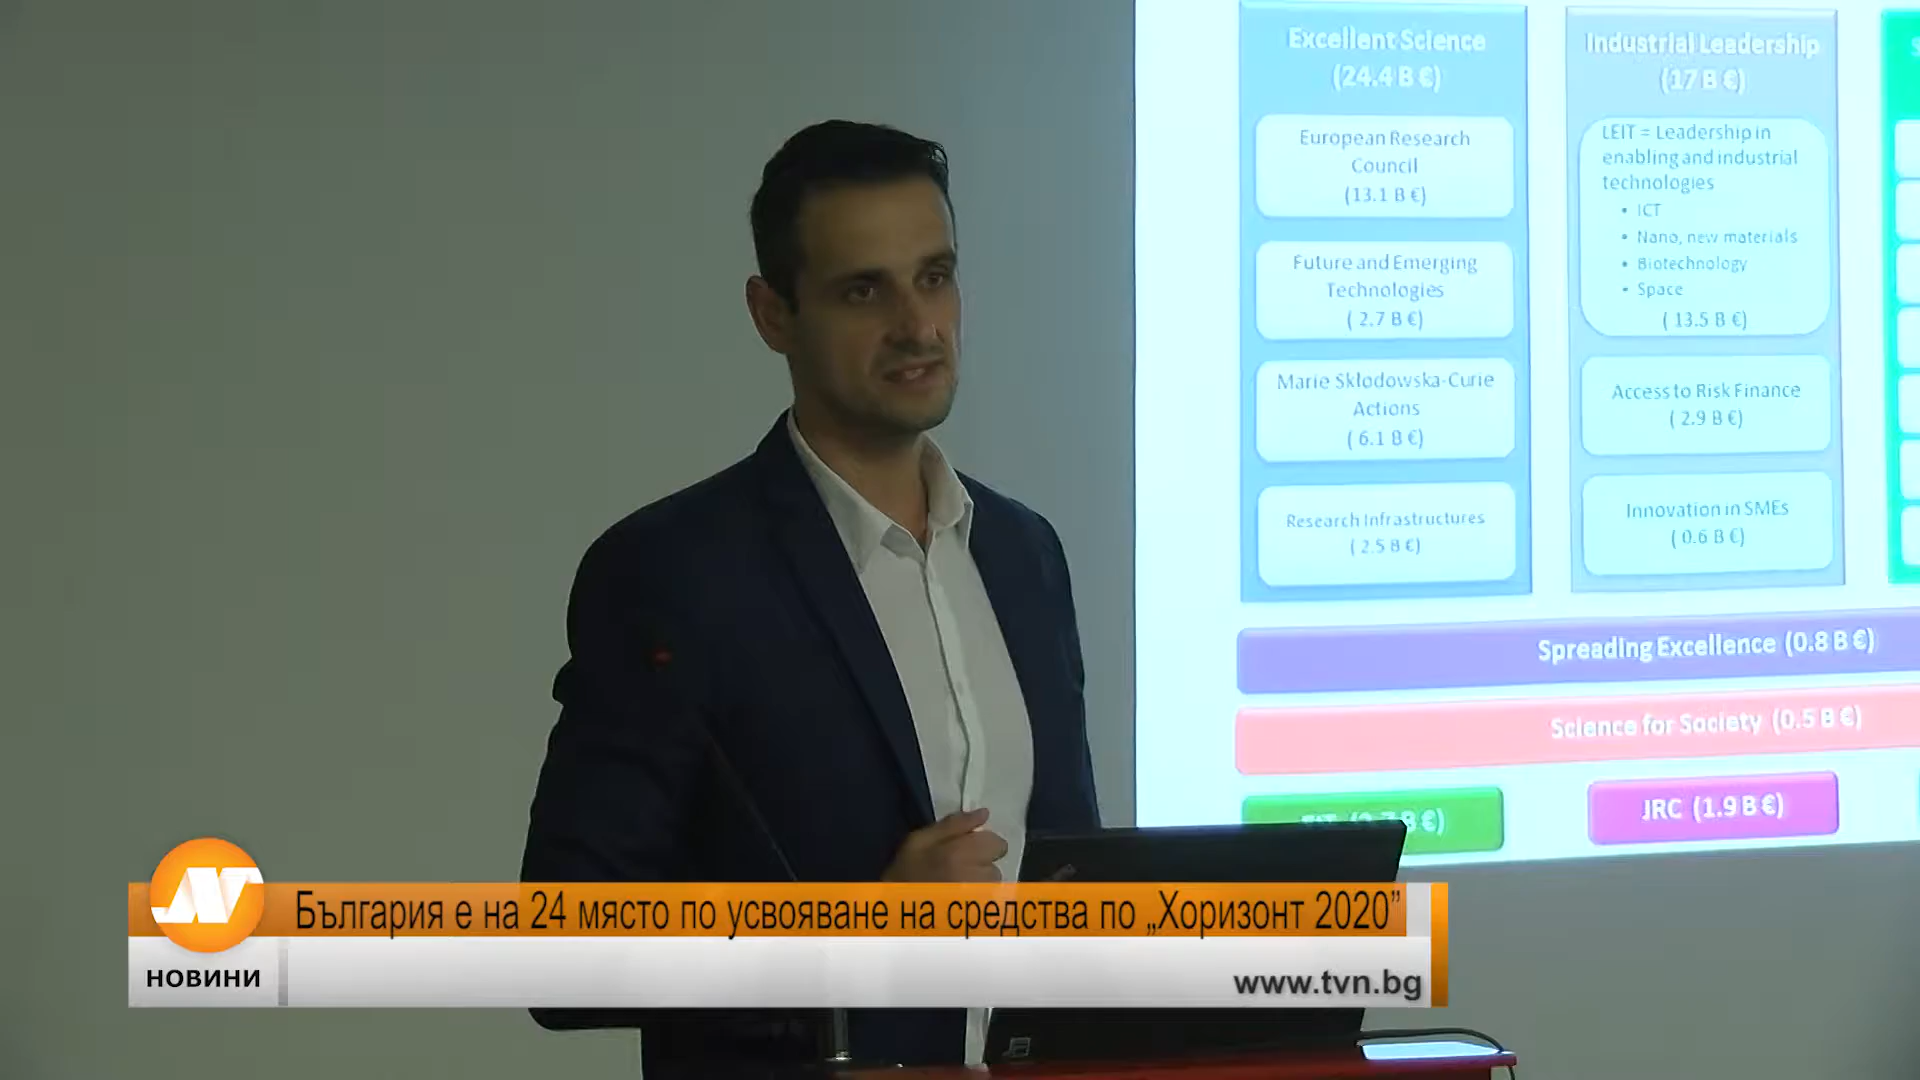 Excellent Science
(24.4 B €)
European Research
Council
(13.1 B €)
Future and Emerging
Technologies
( 2.7 B €)
Marie Skłodowska-Curie
Actions
( 6.1 B €)
Research Infrastructures
( 2.5 B €)
Industrial Leadership
(17 B €)
LEIT = Leadership in
enabling and industrial
technologies
• ICT
• Nano, new materials
• Biotechnology
• Space
( 13.5 B €)
Access to Risk Finance
( 2.9 B €)
Innovation in SMEs
( 0.6 B €)
Spreading Excellence (0.8 B €)
Science for Society (0.5 B €)
JRC (1.9 B €)
България е на 24 място по усвояване на средства по „Хоризонт 2020”
НОВИНИ
www.tvn.bg